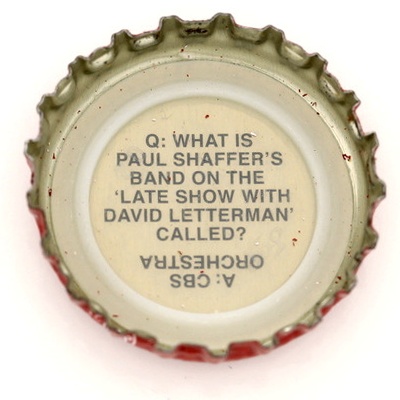 Q: WHAT IS
PAUL SHAFFER'S
BAND ON THE
'LATE SHOW WITH
DAVID LETTERMAN'
CALLED?
A: CBS
ORCHESTRA